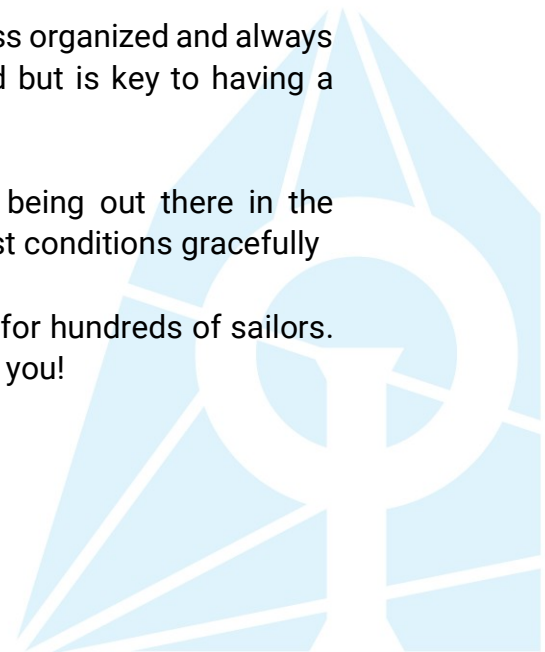 ss organized and always
d but is key to having a
being out there in the
st conditions gracefully
for hundreds of sailors.
you!